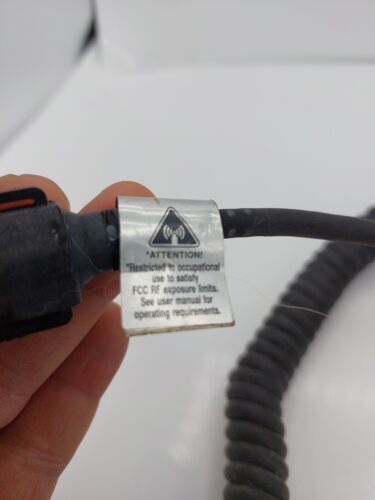 *ATTENTION!
*Restricted to occupational
use to satisfy
FCC RF exposure limits.
See user manual for
operating requirements.